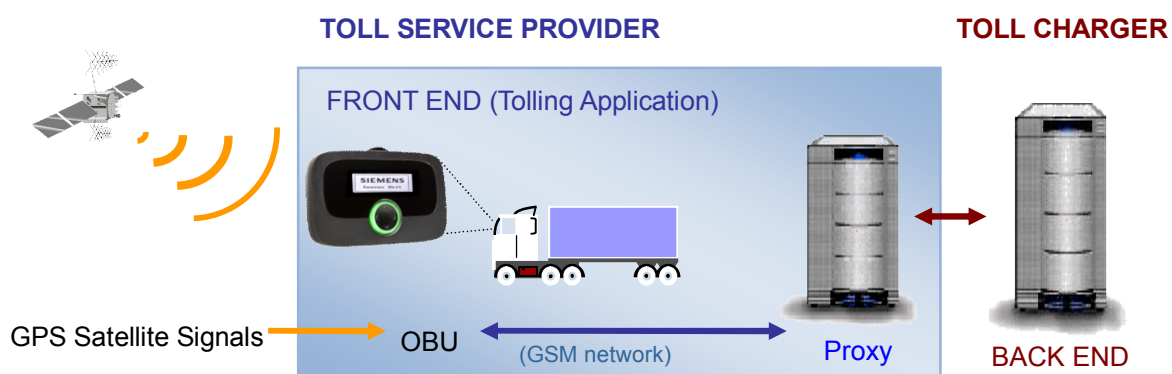 TOLL SERVICE PROVIDER
TOLL CHARGER
FRONT END (Tolling Application)
SIEMENS
GPS Satellite Signals
OBU
(GSM network)
Proxy
BACK END